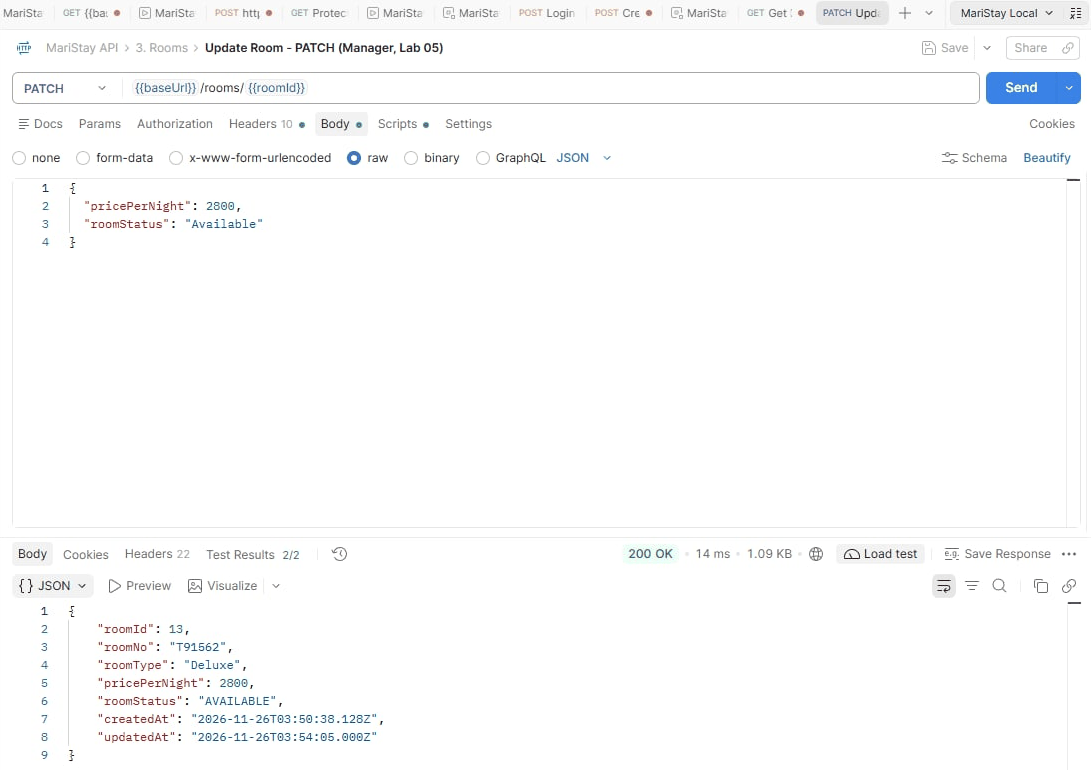 MariSta GET {{bas MariSta POST http GET Protec MariSta MariSta POST Login POST Cre MariSta GET Get PATCH Upda MariStay Local
HTTP MariStay API > 3. Rooms > Update Room - PATCH (Manager, Lab 05) Save Share
PATCH {{baseUrl}} /rooms/ {{roomId}} Send
Docs Params Authorization Headers 10 Body Scripts Settings Cookies
none form-data x-www-form-urlencoded raw binary GraphQL JSON Schema Beautify
1 {
2 "pricePerNight": 2800,
3 "roomStatus": "Available"
4 }
Body Cookies Headers 22 Test Results 2/2 200 OK • 14 ms • 1.09 KB • Load test e.g. Save Response
{} JSON Preview Visualize
1 {
2 "roomId": 13,
3 "roomNo": "T91562",
4 "roomType": "Deluxe",
5 "pricePerNight": 2800,
6 "roomStatus": "AVAILABLE",
7 "createdAt": "2026-11-26T03:50:38.128Z",
8 "updatedAt": "2026-11-26T03:54:05.000Z"
9 }